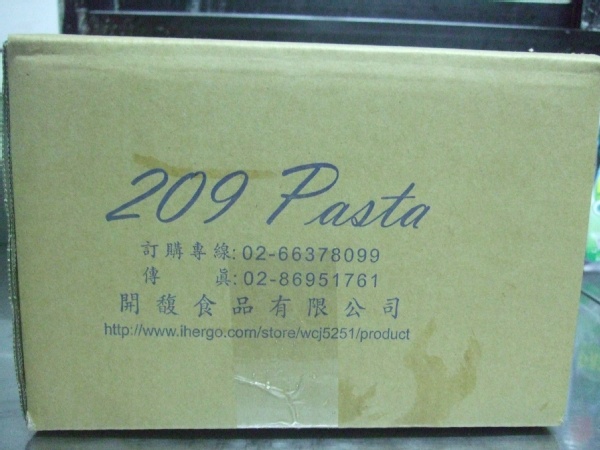 209 Pasta
訂購專線:02-66378099
傳 真:02-86951761
開馥食品有限公司
http://www.ihergo.com/store/wcj5251/product